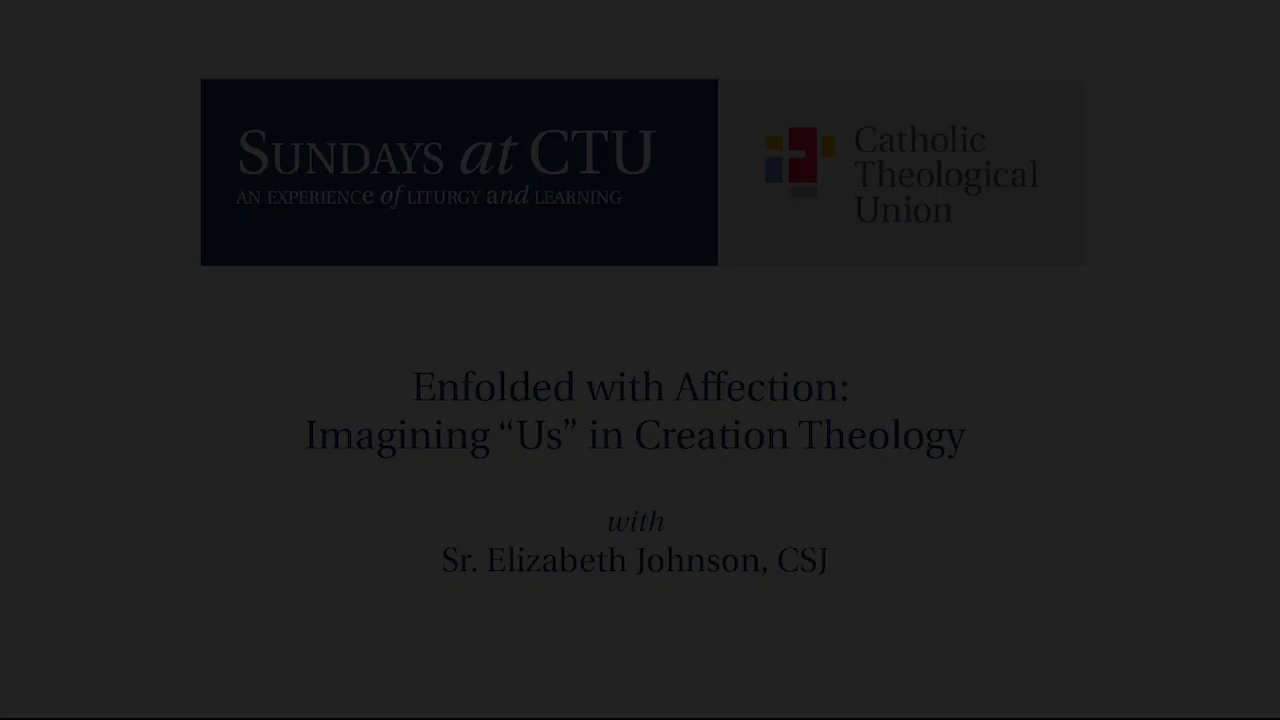 SUNDAYS at CTU
AN EXPERIENCe of LITURGY and LEARNING
Catholic
Theological
Union
Enfolded with Affection:
Imagining “Us” in Creation Theology
with
Sr. Elizabeth Johnson, CSJ